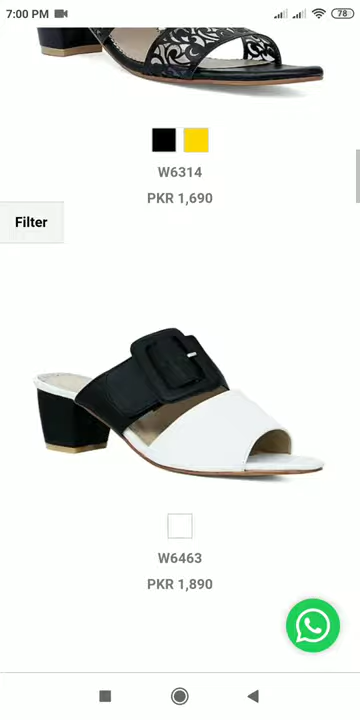 7:00 PM
78
W6314
PKR 1,690
Filter
W6463
PKR 1,890